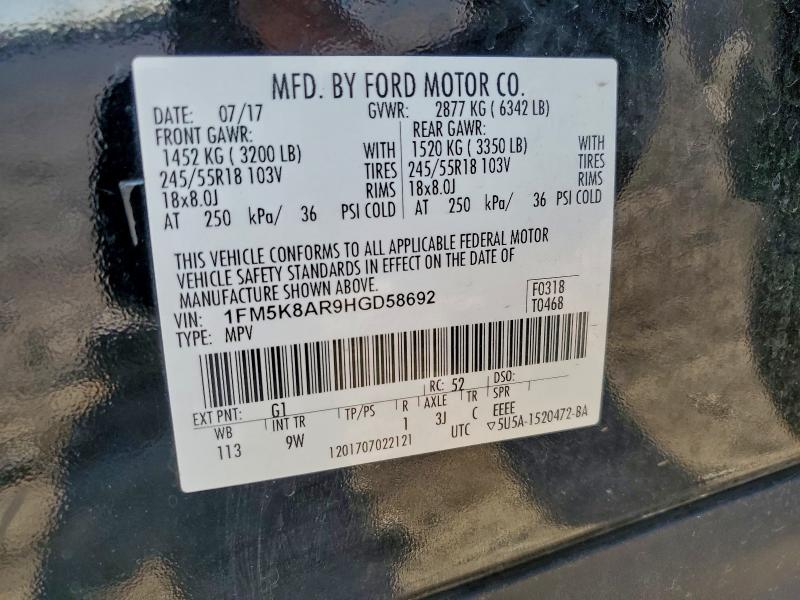 MFD. BY FORD MOTOR CO.
DATE: 07/17 GVWR: 2877 KG ( 6342 LB)
FRONT GAWR: REAR GAWR:
1452 KG ( 3200 LB) WITH 1520 KG ( 3350 LB) WITH
245/55R18 103V TIRES 245/55R18 103V TIRES
18x8.0J RIMS 18x8.0J RIMS
AT 250 kPa/ 36 PSI COLD AT 250 kPa/ 36 PSI COLD
THIS VEHICLE CONFORMS TO ALL APPLICABLE FEDERAL MOTOR
VEHICLE SAFETY STANDARDS IN EFFECT ON THE DATE OF
MANUFACTURE SHOWN ABOVE.
VIN: 1FM5K8AR9HGD58692 F0318
TYPE: MPV T0468
EXT PNT: G1 RC: 52 DSO:
WB INT TR TP/PS R AXLE TR SPR
113 9W 1 3J C EEEE
1201707022121 UTC ▽5U5A-1520472-BA